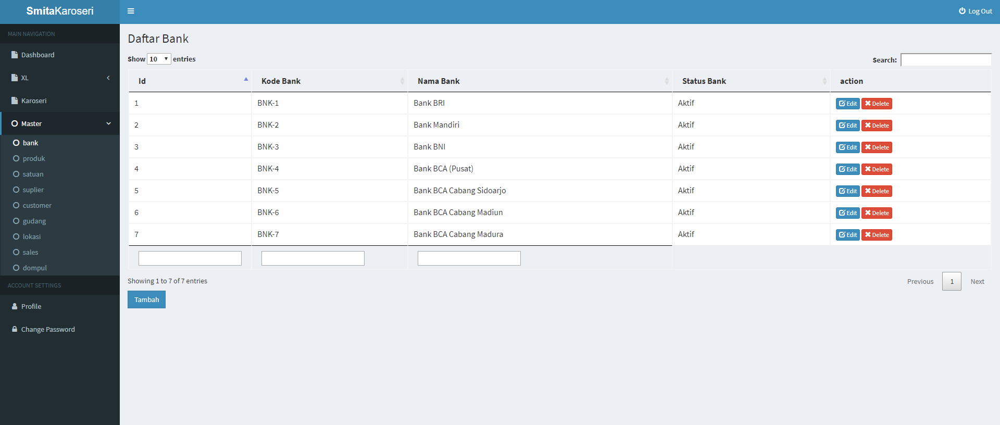 SmitaKaroseri
Log Out
MAIN NAVIGATION
Dashboard
XL
Karoseri
Master
bank
produk
satuan
suplier
customer
gudang
lokasi
sales
dompul
ACCOUNT SETTINGS
Profile
Change Password
Daftar Bank
Show 10 entries
Search:
Id Kode Bank Nama Bank Status Bank action
1 BNK-1 Bank BRI Aktif Edit Delete
2 BNK-2 Bank Mandiri Aktif Edit Delete
3 BNK-3 Bank BNI Aktif Edit Delete
4 BNK-4 Bank BCA (Pusat) Aktif Edit Delete
5 BNK-5 Bank BCA Cabang Sidoarjo Aktif Edit Delete
6 BNK-6 Bank BCA Cabang Madiun Aktif Edit Delete
7 BNK-7 Bank BCA Cabang Madura Aktif Edit Delete
Showing 1 to 7 of 7 entries
Previous 1 Next
Tambah